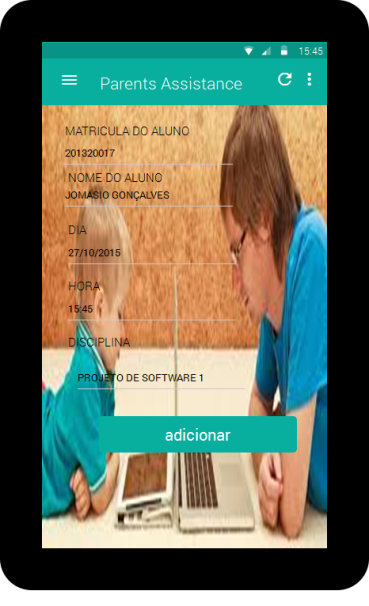 15:45
Parents Assistance
MATRICULA DO ALUNO
201320017
NOME DO ALUNO
JOMASIO GONÇALVES
DIA
27/10/2015
HORA
15:45
DISCIPLINA
PROJETO DE SOFTWARE 1
adicionar